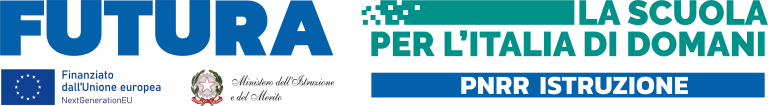 FUTURA
Finanziato
dall'Unione europea
NextGenerationEU
Ministero dell'Istruzione
e del Merito
LA SCUOLA
PER L'ITALIA DI DOMANI
PNRR ISTRUZIONE